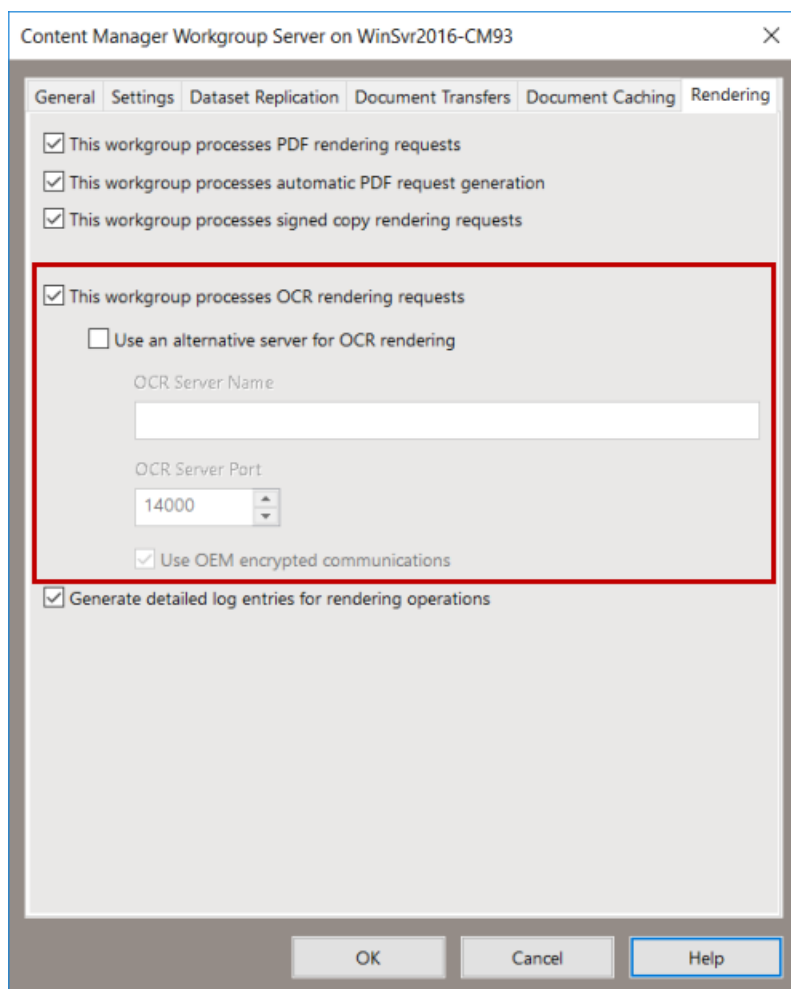 Content Manager Workgroup Server on WinSvr2016-CM93
General Settings Dataset Replication Document Transfers Document Caching Rendering
This workgroup processes PDF rendering requests
This workgroup processes automatic PDF request generation
This workgroup processes signed copy rendering requests
This workgroup processes OCR rendering requests
Use an alternative server for OCR rendering
OCR Server Name
OCR Server Port
14000
Use OEM encrypted communications
Generate detailed log entries for rendering operations
OK Cancel Help